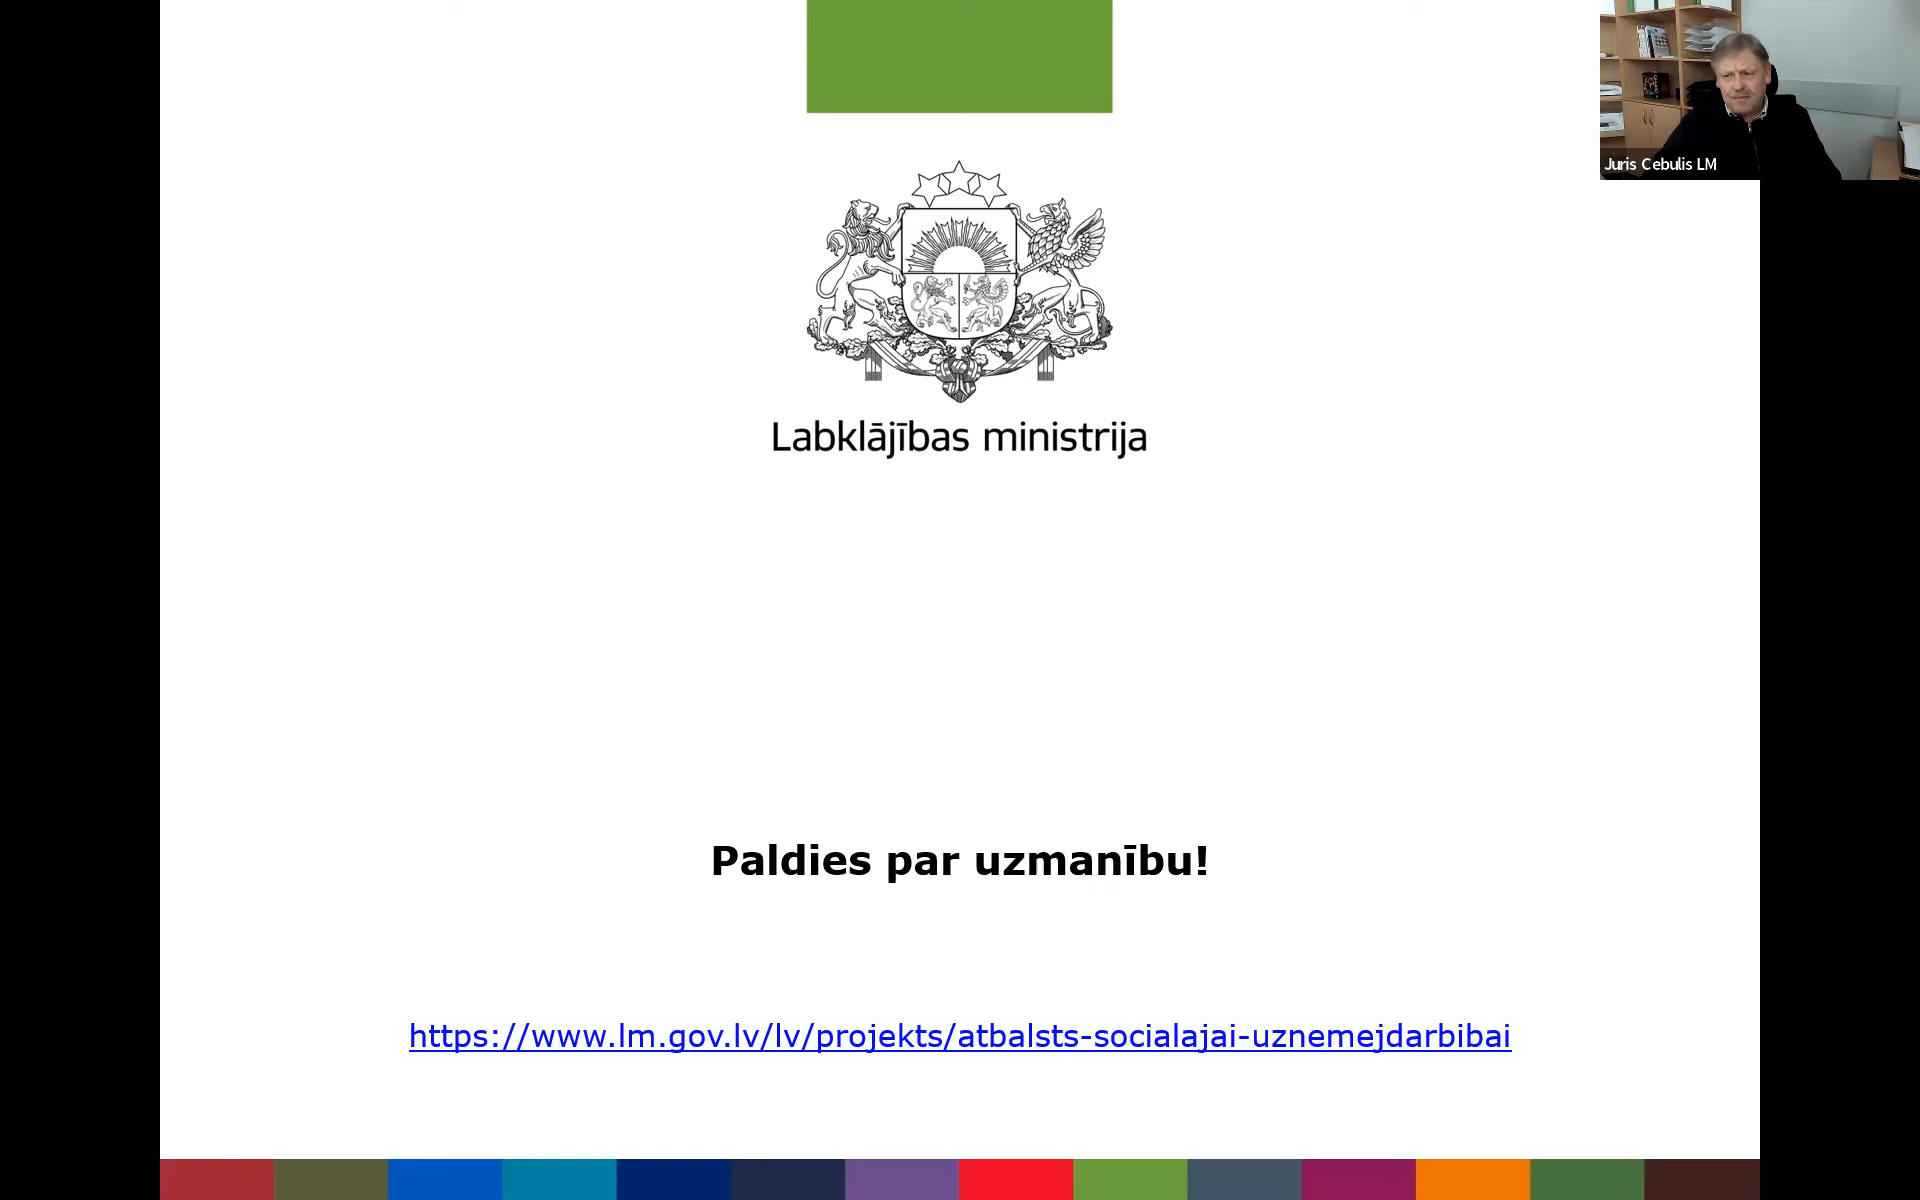 Juris Cebulis LM
Labklājības ministrija
Paldies par uzmanību!
https://www.lm.gov.lv/lv/projekts/atbalsts-socialajai-uznemejdarbibai